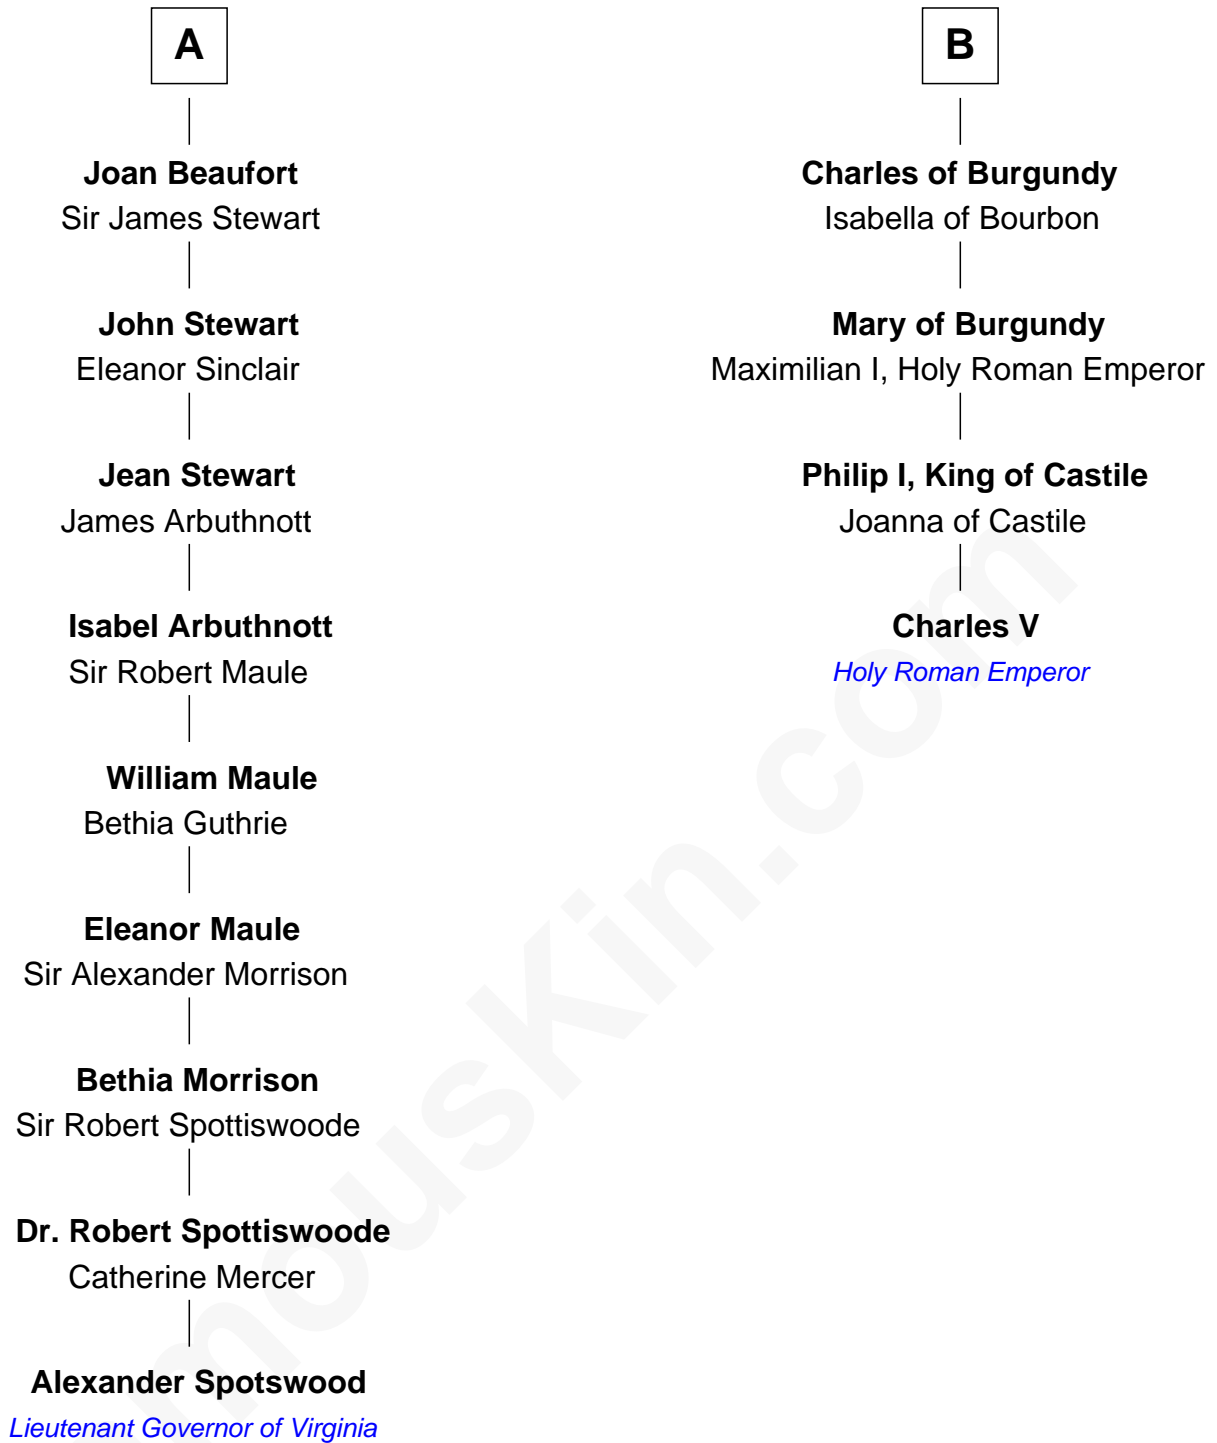 A
Joan Beaufort
Sir James Stewart
John Stewart
Eleanor Sinclair
Jean Stewart
James Arbuthnott
Isabel Arbuthnott
Sir Robert Maule
William Maule
Bethia Guthrie
Eleanor Maule
Sir Alexander Morrison
Bethia Morrison
Sir Robert Spottiswoode
Dr. Robert Spottiswoode
Catherine Mercer
Alexander Spotswood
Lieutenant Governor of Virginia
B
Charles of Burgundy
Isabella of Bourbon
Mary of Burgundy
Maximilian I, Holy Roman Emperor
Philip I, King of Castile
Joanna of Castile
Charles V
Holy Roman Emperor
mousKin.com